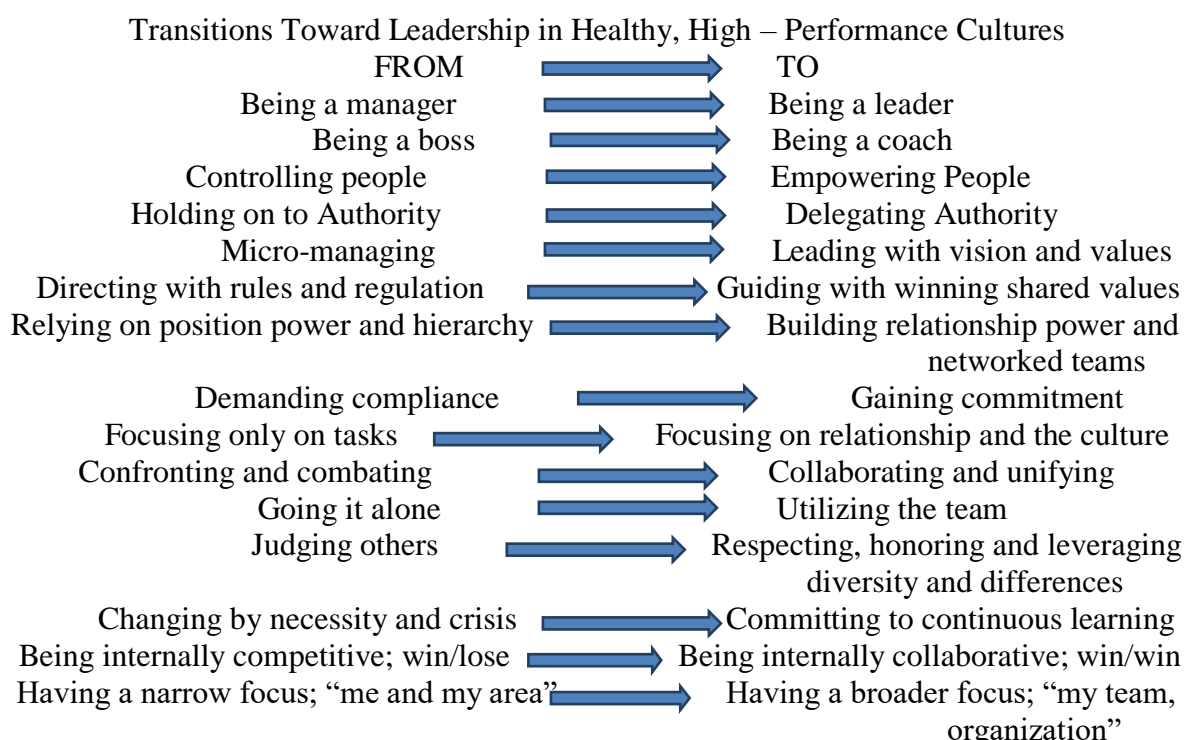 Transitions Toward Leadership in Healthy, High – Performance Cultures
FROM TO
Being a manager Being a leader
Being a boss Being a coach
Controlling people Empowering People
Holding on to Authority Delegating Authority
Micro-managing Leading with vision and values
Directing with rules and regulation Guiding with winning shared values
Relying on position power and hierarchy Building relationship power and
networked teams
Demanding compliance Gaining commitment
Focusing only on tasks Focusing on relationship and the culture
Confronting and combating Collaborating and unifying
Going it alone Utilizing the team
Judging others Respecting, honoring and leveraging
diversity and differences
Changing by necessity and crisis Committing to continuous learning
Being internally competitive; win/lose Being internally collaborative; win/win
Having a narrow focus; “me and my area” Having a broader focus; “my team,
organization”